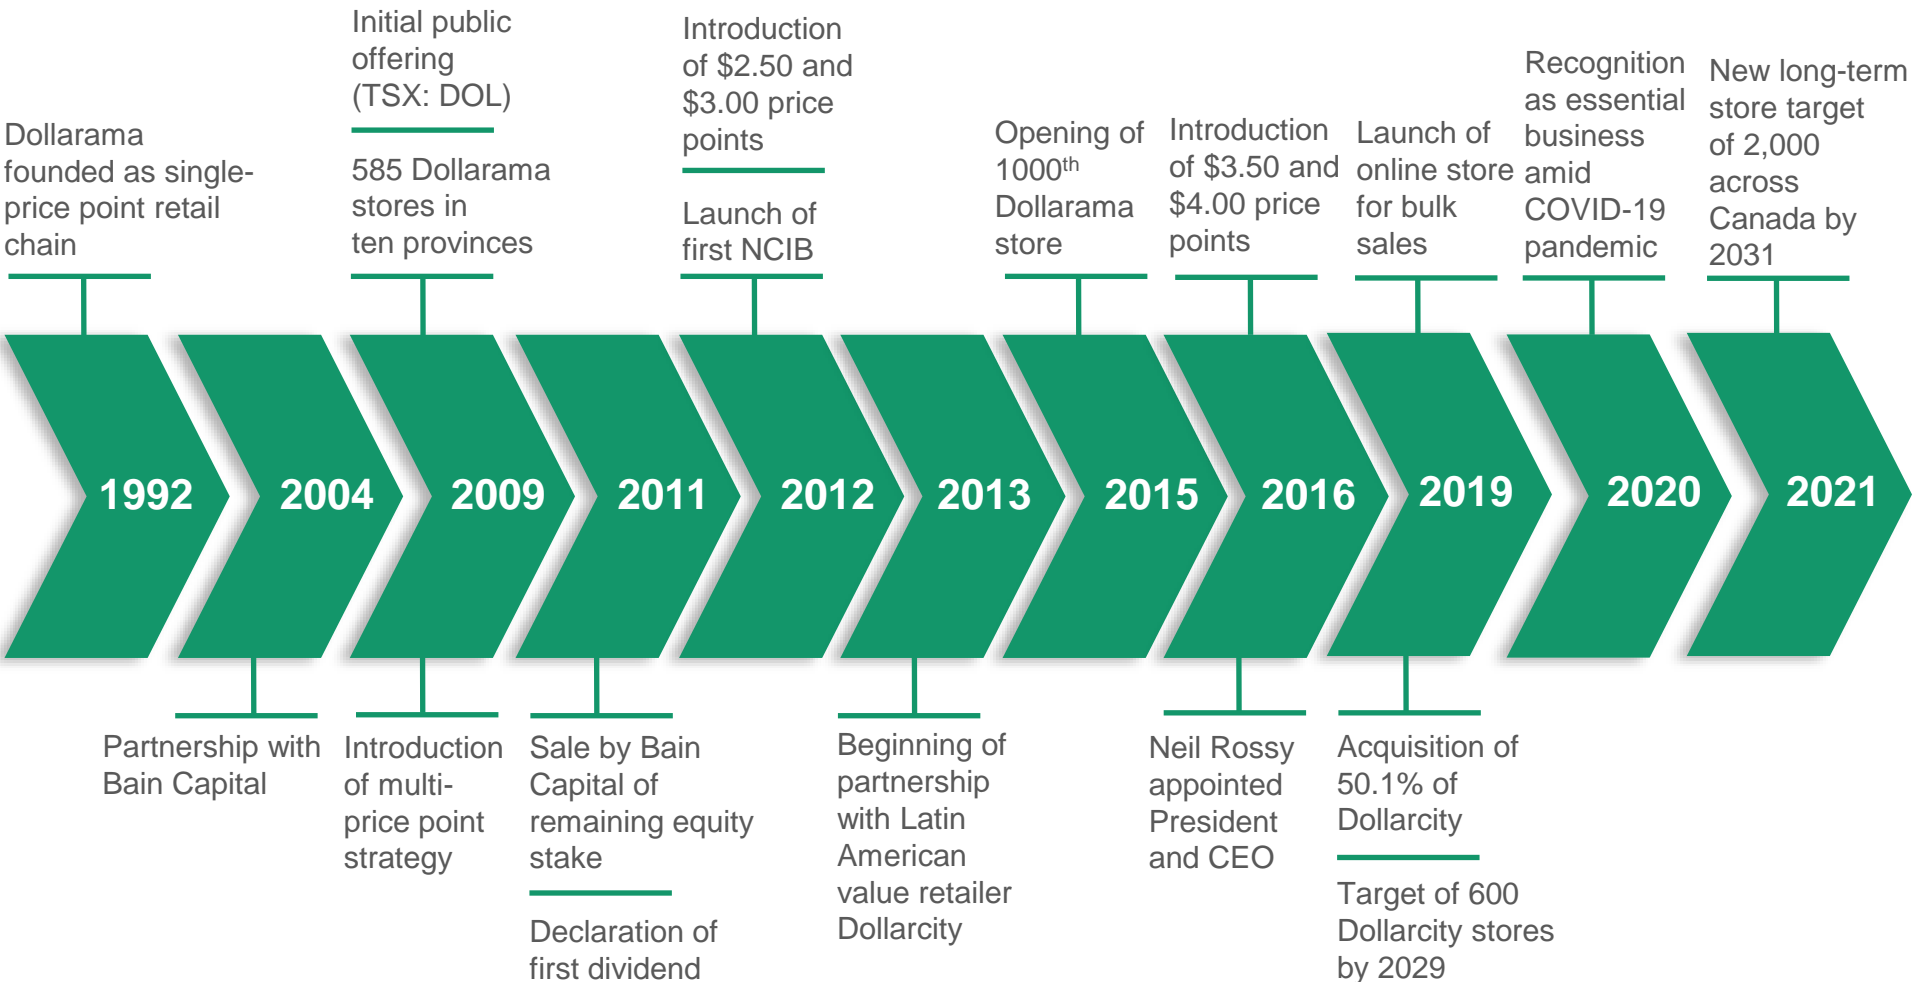 Dollarama
founded as single-
price point retail
chain
Initial public
offering
(TSX: DOL)
585 Dollarama
stores in
ten provinces
Introduction
of $2.50 and
$3.00 price
points
Launch of
first NCIB
Opening of
1000th
Dollarama
store
Introduction
of $3.50 and
$4.00 price
points
Launch of
online store
for bulk
sales
Recognition
as essential
business
amid
COVID-19
pandemic
New long-term
store target
of 2,000
across
Canada by
2031
1992
2004
2009
2011
2012
2013
2015
2016
2019
2020
2021
Partnership with
Bain Capital
Introduction
of multi-
price point
strategy
Sale by Bain
Capital of
remaining equity
stake
Declaration of
first dividend
Beginning of
partnership
with Latin
American
value retailer
Dollarcity
Neil Rossy
appointed
President
and CEO
Acquisition of
50.1% of
Dollarcity
Target of 600
Dollarcity stores
by 2029